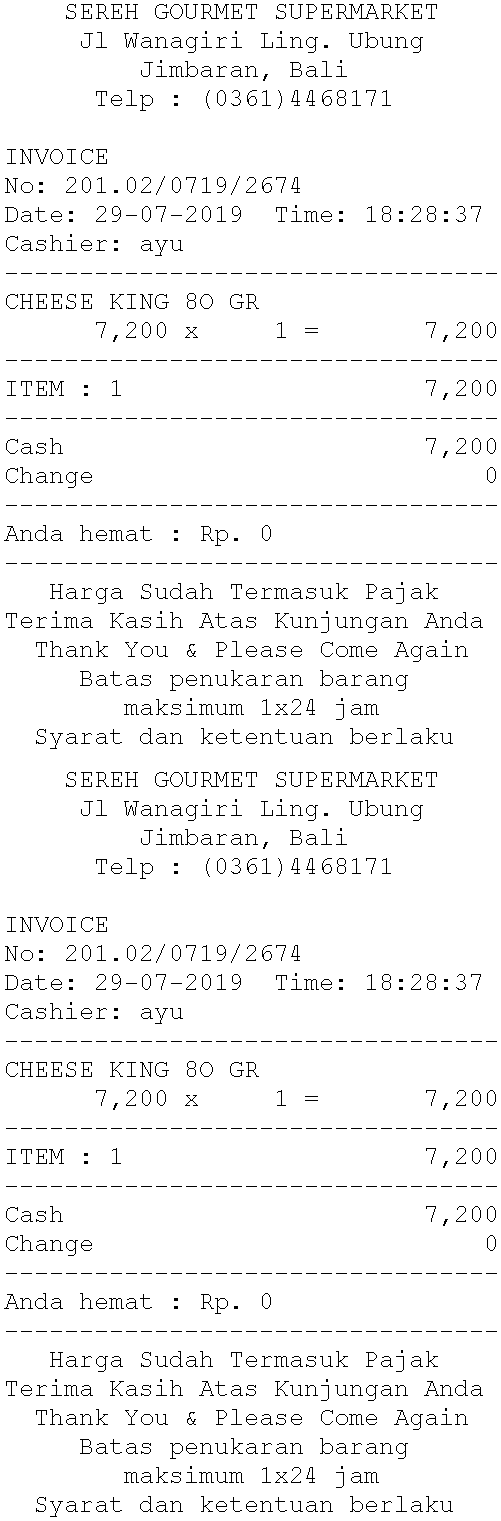 SEREH GOURMET SUPERMARKET
Jl Wanagiri Ling. Ubung
Jimbaran, Bali
Telp : (0361)4468171
INVOICE
No: 201.02/0719/2674
Date: 29-07-2019 Time: 18:28:37
Cashier: ayu
---------------------------------
CHEESE KING 8O GR
7,200 x 1 = 7,200
---------------------------------
ITEM : 1 7,200
---------------------------------
Cash 7,200
Change 0
---------------------------------
Anda hemat : Rp. 0
---------------------------------
Harga Sudah Termasuk Pajak
Terima Kasih Atas Kunjungan Anda
Thank You & Please Come Again
Batas penukaran barang
maksimum 1x24 jam
Syarat dan ketentuan berlaku
SEREH GOURMET SUPERMARKET
Jl Wanagiri Ling. Ubung
Jimbaran, Bali
Telp : (0361)4468171
INVOICE
No: 201.02/0719/2674
Date: 29-07-2019 Time: 18:28:37
Cashier: ayu
---------------------------------
CHEESE KING 8O GR
7,200 x 1 = 7,200
---------------------------------
ITEM : 1 7,200
---------------------------------
Cash 7,200
Change 0
---------------------------------
Anda hemat : Rp. 0
---------------------------------
Harga Sudah Termasuk Pajak
Terima Kasih Atas Kunjungan Anda
Thank You & Please Come Again
Batas penukaran barang
maksimum 1x24 jam
Syarat dan ketentuan berlaku